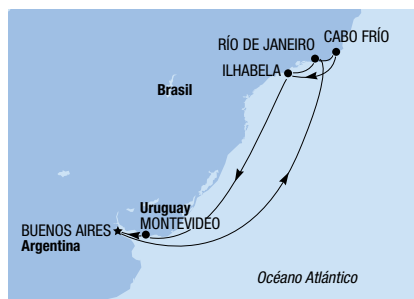 CABO FRÍO
RÍO DE JANEIRO
ILHABELA
Brasil
Uruguay
MONTEVIDEO
BUENOS AIRES
Argentina
Océano Atlántico